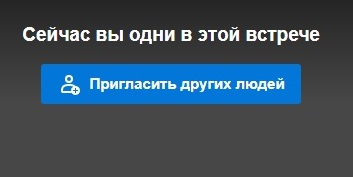 Сейчас вы одни в этой встрече
Пригласить других людей